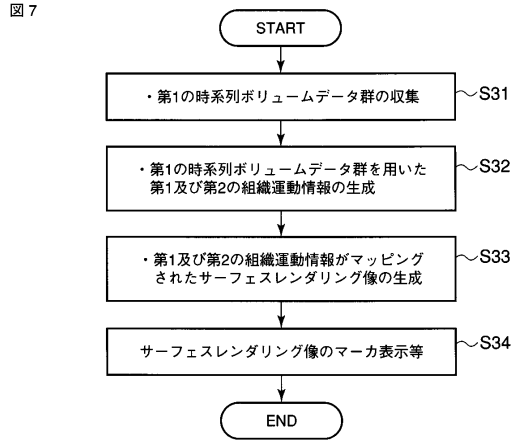 図7
START
・第1の時系列ボリュームデータ群の収集
S31
・第1の時系列ボリュームデータ群を用いた
第1及び第2の組織運動情報の生成
S32
・第1及び第2の組織運動情報がマッピング
されたサーフェスレンダリング像の生成
S33
サーフェスレンダリング像のマーカ表示等
S34
END